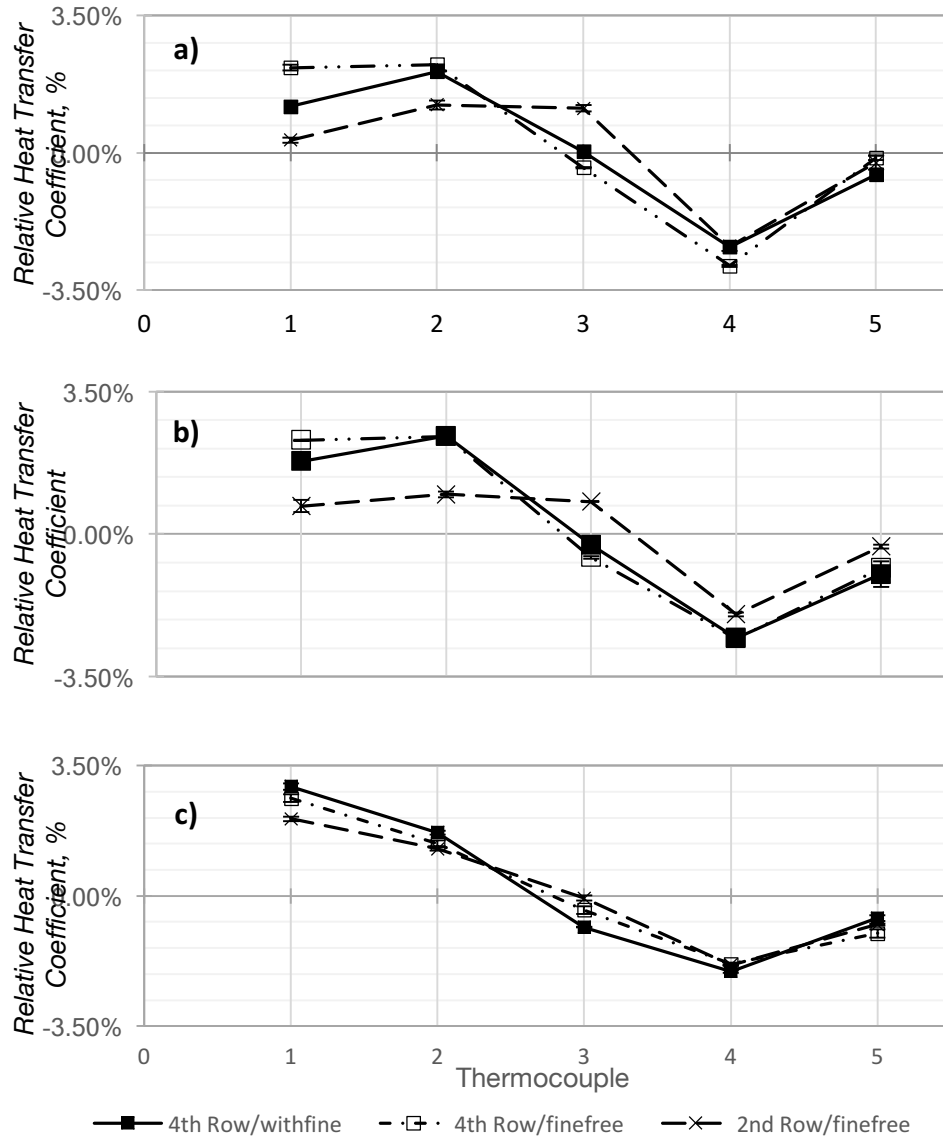 3.50%
a)
Relative Heat Transfer
Coefficient, %
0.00%
-3.50%
0 1 2 3 4 5
3.50%
b)
Relative Heat Transfer
Coefficient
0.00%
-3.50%
3.50%
c)
Relative Heat Transfer
Coefficient, %
0.00%
-3.50%
0 1 2 3 4 5
Thermocouple
4th Row/withfine 4th Row/finefree 2nd Row/finefree